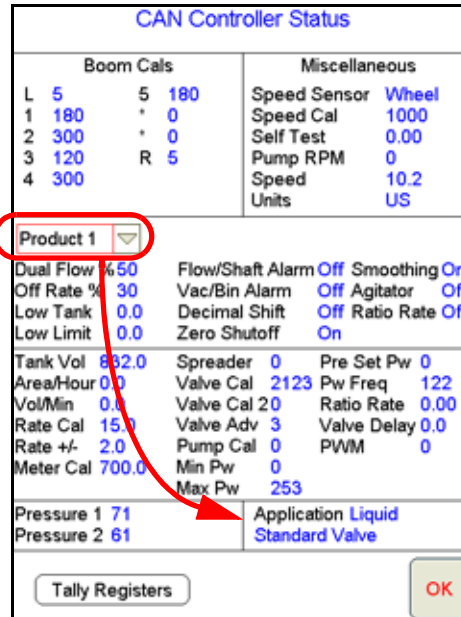 CAN Controller Status
Boom Cals
L 5 5 180
1 180 * 0
2 300 * 0
3 120 R 5
4 300
Miscellaneous
Speed Sensor Wheel
Speed Cal 1000
Self Test 0.00
Pump RPM 0
Speed 10.2
Units US
Product 1
Dual Flow % 50 Flow/Shaft Alarm Off Smoothing On
Off Rate % 30 Vac/Bin Alarm Off Agitator Of
Low Tank 0.0 Decimal Shift Off Ratio Rate Of
Low Limit 0.0 Zero Shutoff On
Tank Vol 832.0 Spreader 0 Pre Set Pw 0
Area/Hour 0.0 Valve Cal 2123 Pw Freq 122
Vol/Min 0.0 Valve Cal 2 0 Ratio Rate 0.00
Rate Cal 15.0 Valve Adv 3 Valve Delay 0.0
Rate +/- 2.0 Pump Cal 0 PWM 0
Meter Cal 700.0 Min Pw 0
Max Pw 253
Pressure 1 71
Pressure 2 61
Application Liquid
Standard Valve
Tally Registers
OK